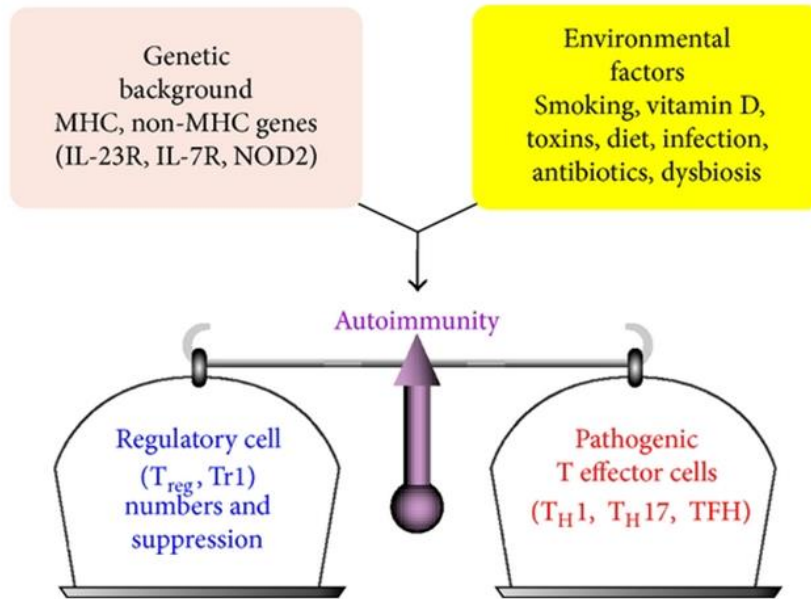 Genetic
background
MHC, non-MHC genes
(IL-23R, IL-7R, NOD2)
Environmental
factors
Smoking, vitamin D,
toxins, diet, infection,
antibiotics, dysbiosis
Autoimmunity
Regulatory cell
(Treg, Tr1)
numbers and
suppression
Pathogenic
T effector cells
(TH1, TH17, TFH)